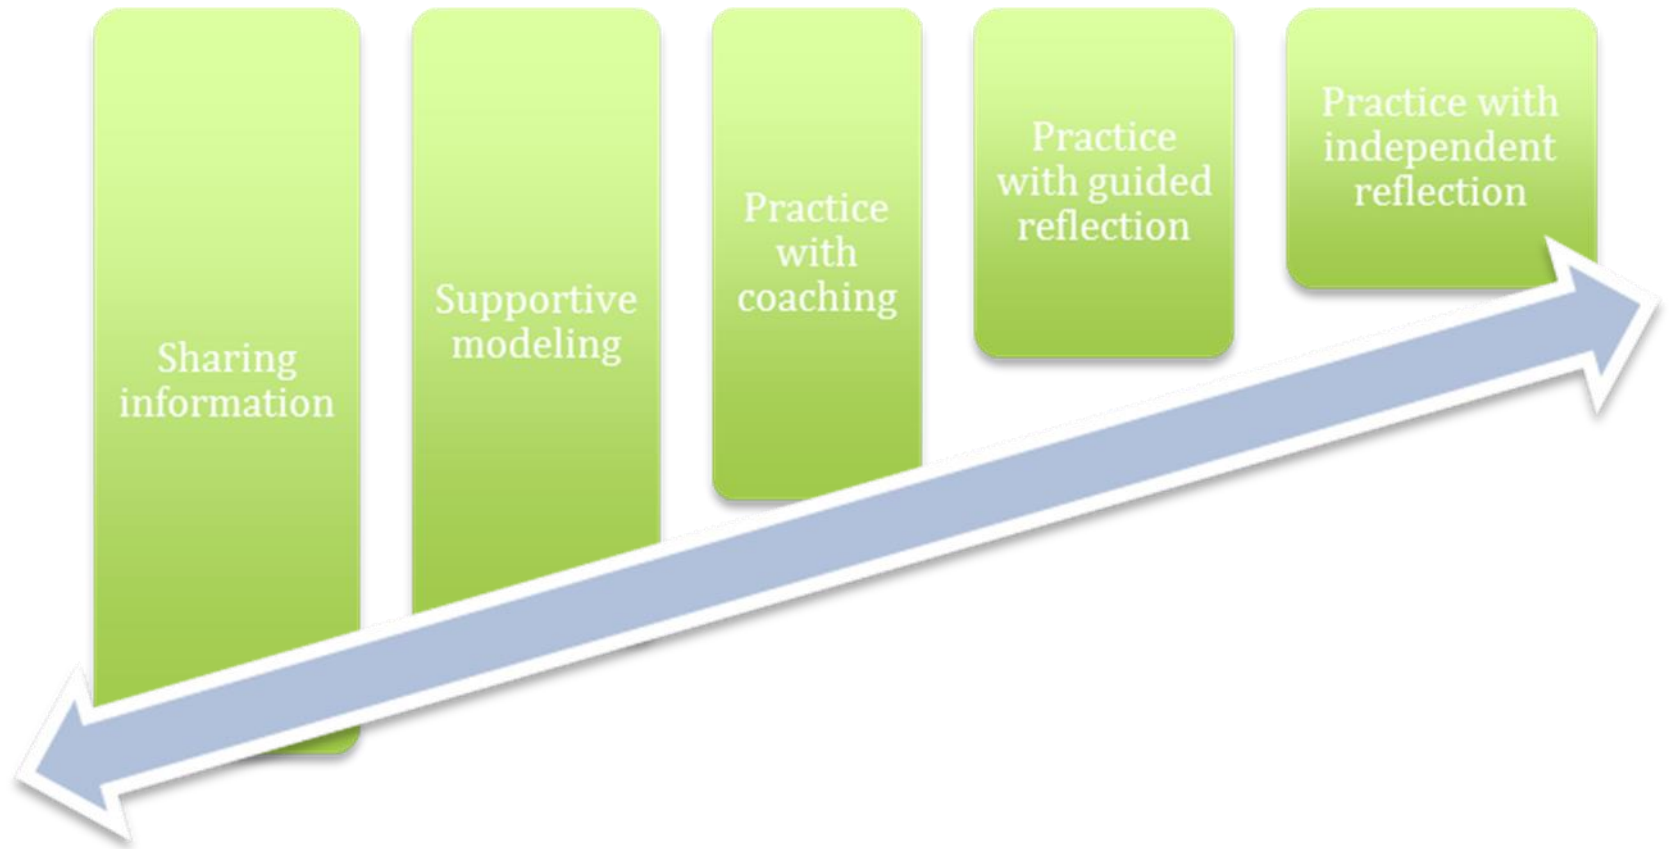 Sharing
information
Supportive
modeling
Practice
with
coaching
Practice
with guided
reflection
Practice with
independent
reflection